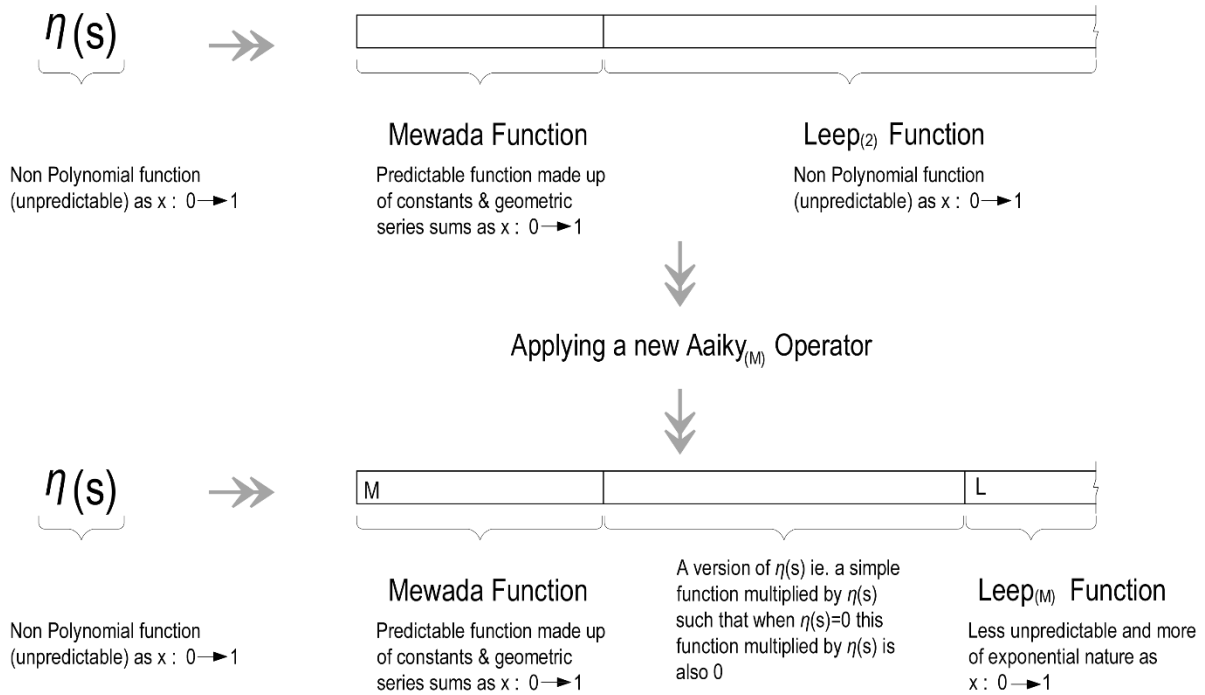 η(s)
Mewada Function
Leep(2) Function
Non Polynomial function
(unpredictable) as x : 0→1
Predictable function made up
of constants & geometric
series sums as x : 0→1
Non Polynomial function
(unpredictable) as x : 0→1
Applying a new Aaiky(M) Operator
η(s)
M
L
Mewada Function
A version of η(s) ie. a simple
function multiplied by η(s)
such that when η(s)=0 this
function multiplied by η(s) is
also 0
Leep(M) Function
Non Polynomial function
(unpredictable) as x : 0→1
Predictable function made up
of constants & geometric
series sums as x : 0→1
Less unpredictable and more
of exponential nature as
x : 0→1